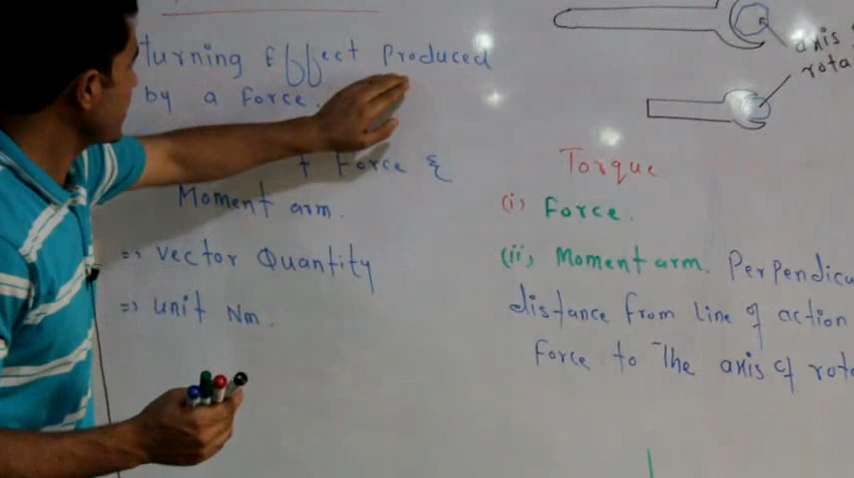 turning Effect Produced
by a Force.
Force &
Moment arm.
=> Vector Quantity
=> unit Nm.
axis
rota
Torque
(i) Force.
(ii) Moment arm. Perpendicu
distance from line of action
Force to The axis of rota